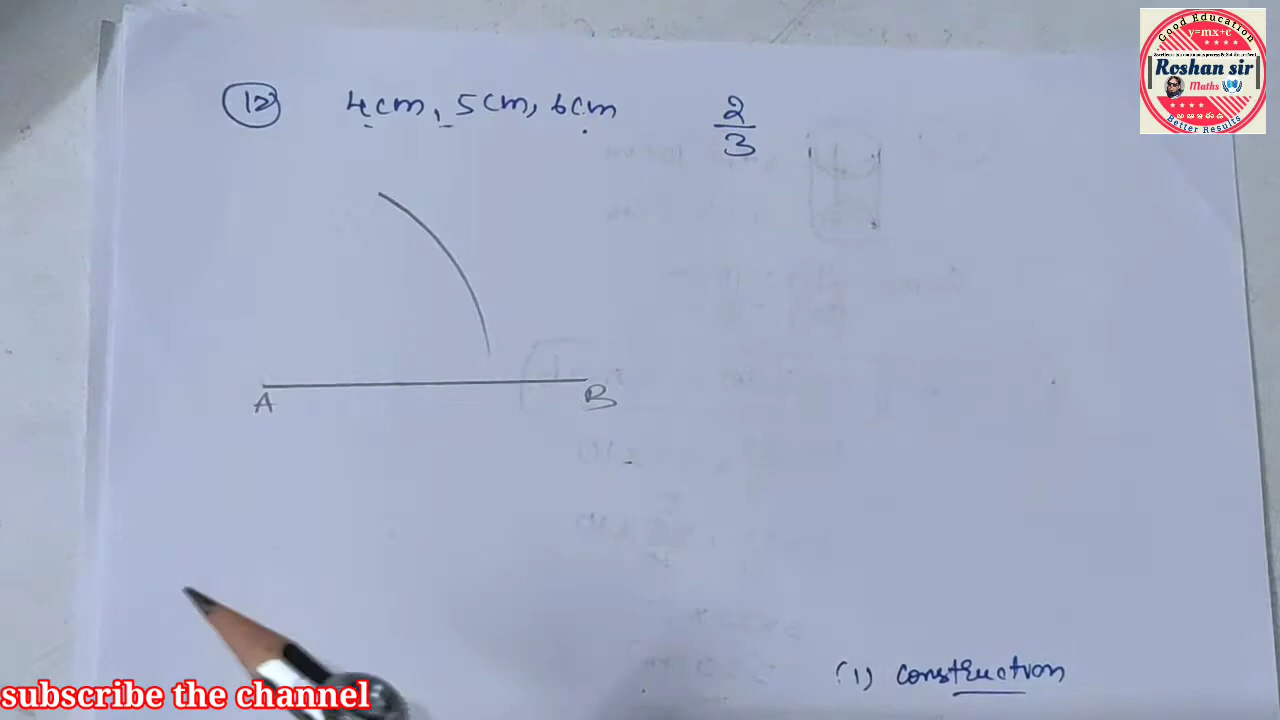 12 4cm, 5cm, 6cm 2/3
A B
(1) construction
Good Education
y=mx+c
Roshan sir
Maths
Better Results
subscribe the channel